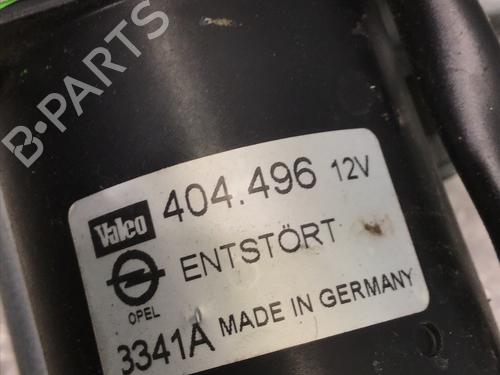 B-PARTS
Valeo 404.496 12V
ENTSTÖRT
OPEL
3341A MADE IN GERMANY